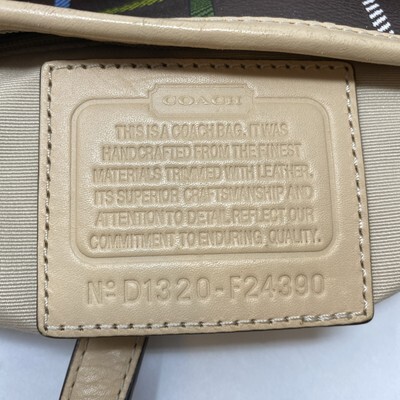 COACH
THIS IS A COACH BAG. IT WAS
HANDCRAFTED FROM THE FINEST
MATERIALS TRIMMED WITH LEATHER.
ITS SUPERIOR CRAFTSMANSHIP AND
ATTENTION TO DETAIL REFLECT OUR
COMMITMENT TO ENDURING QUALITY.
Nº D1320-F24390